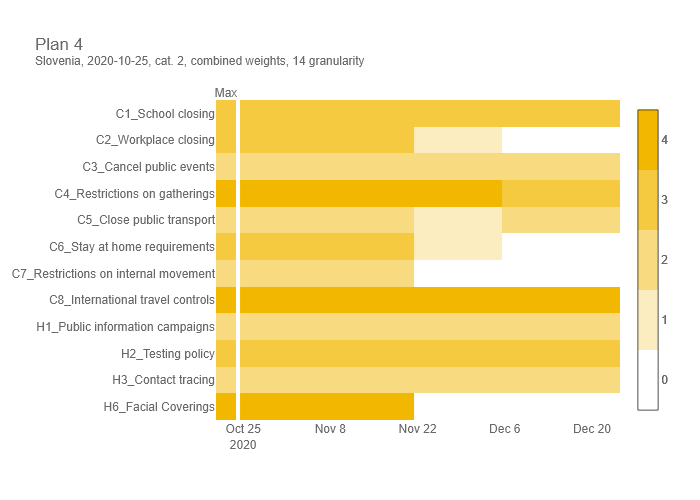 Plan 4
Slovenia, 2020-10-25, cat. 2, combined weights, 14 granularity
Max
C1_School closing
C2_Workplace closing
C3_Cancel public events
C4_Restrictions on gatherings
C5_Close public transport
C6_Stay at home requirements
C7_Restrictions on internal movement
C8_International travel controls
H1_Public information campaigns
H2_Testing policy
H3_Contact tracing
H6_Facial Coverings
Oct 25 Nov 8 Nov 22 Dec 6 Dec 20
2020
4
3
2
1
0